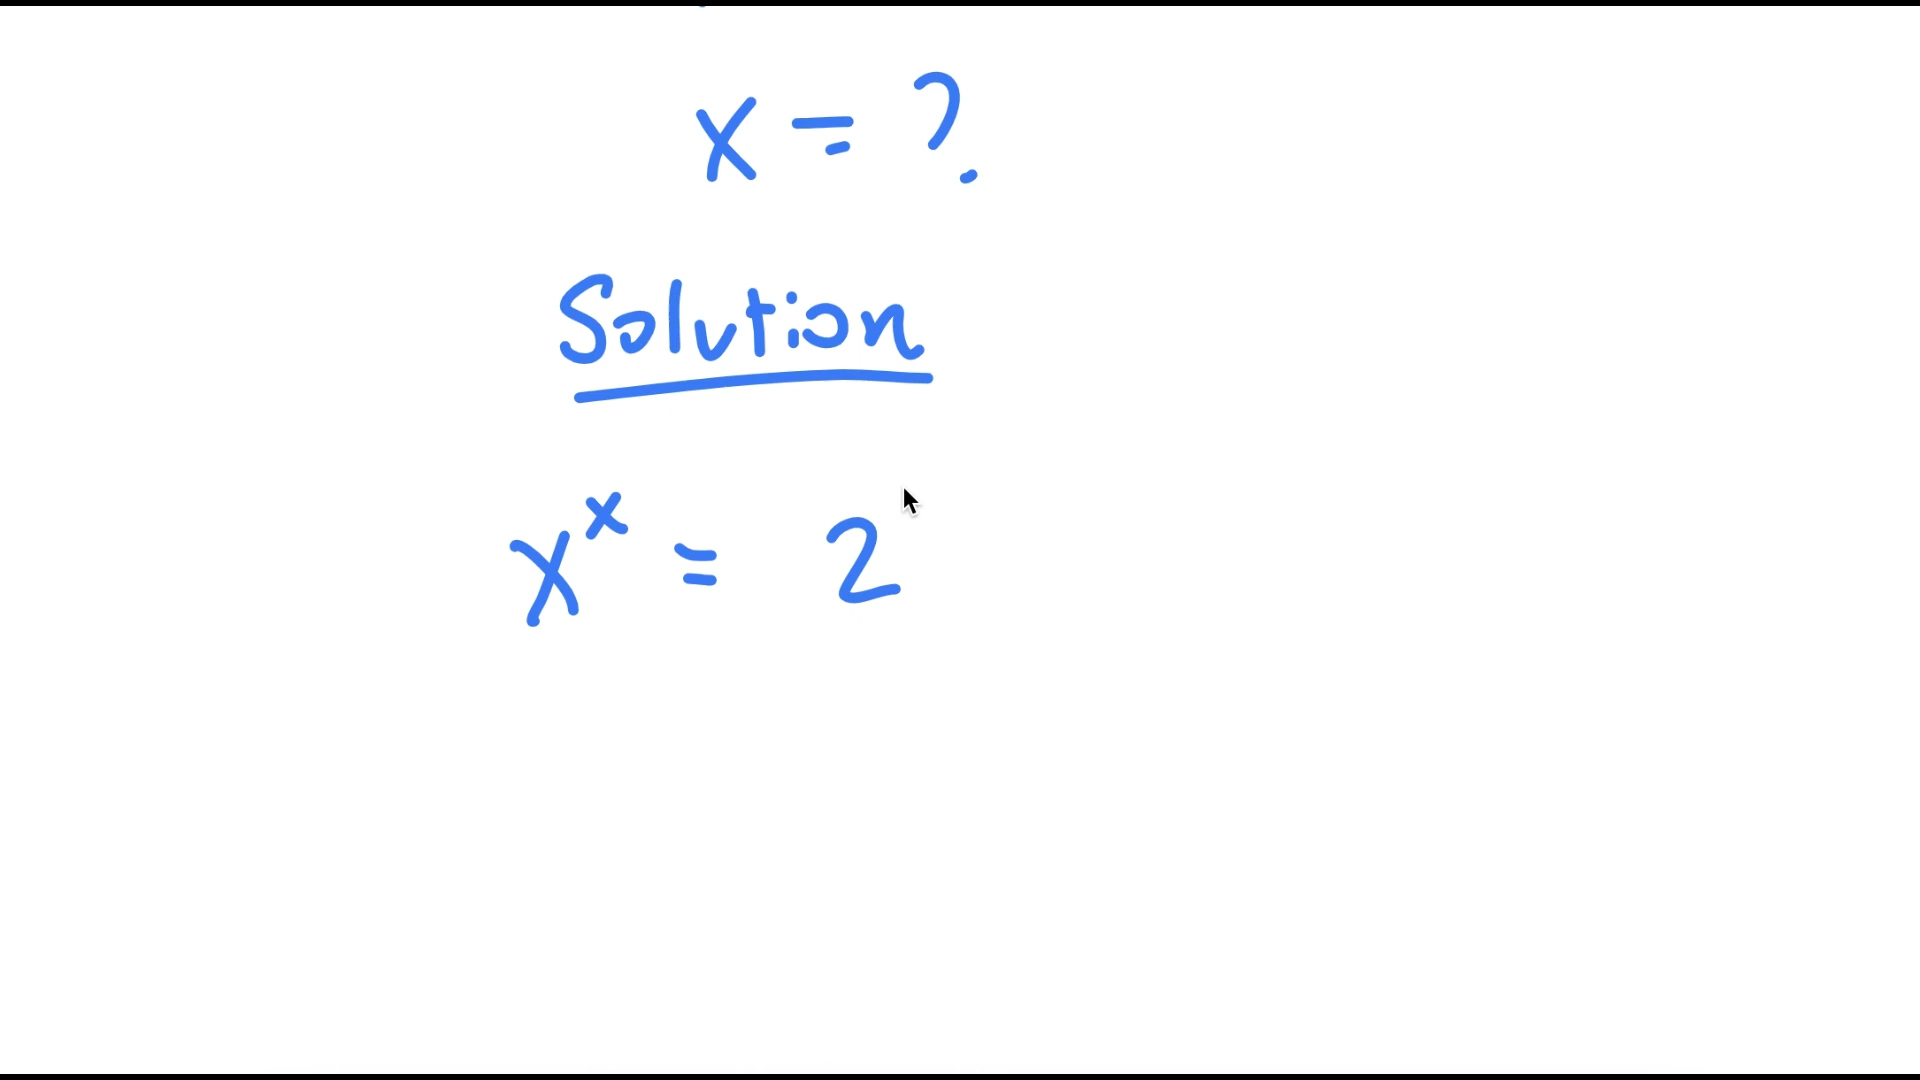 x = ?
Solution
x^x = 2